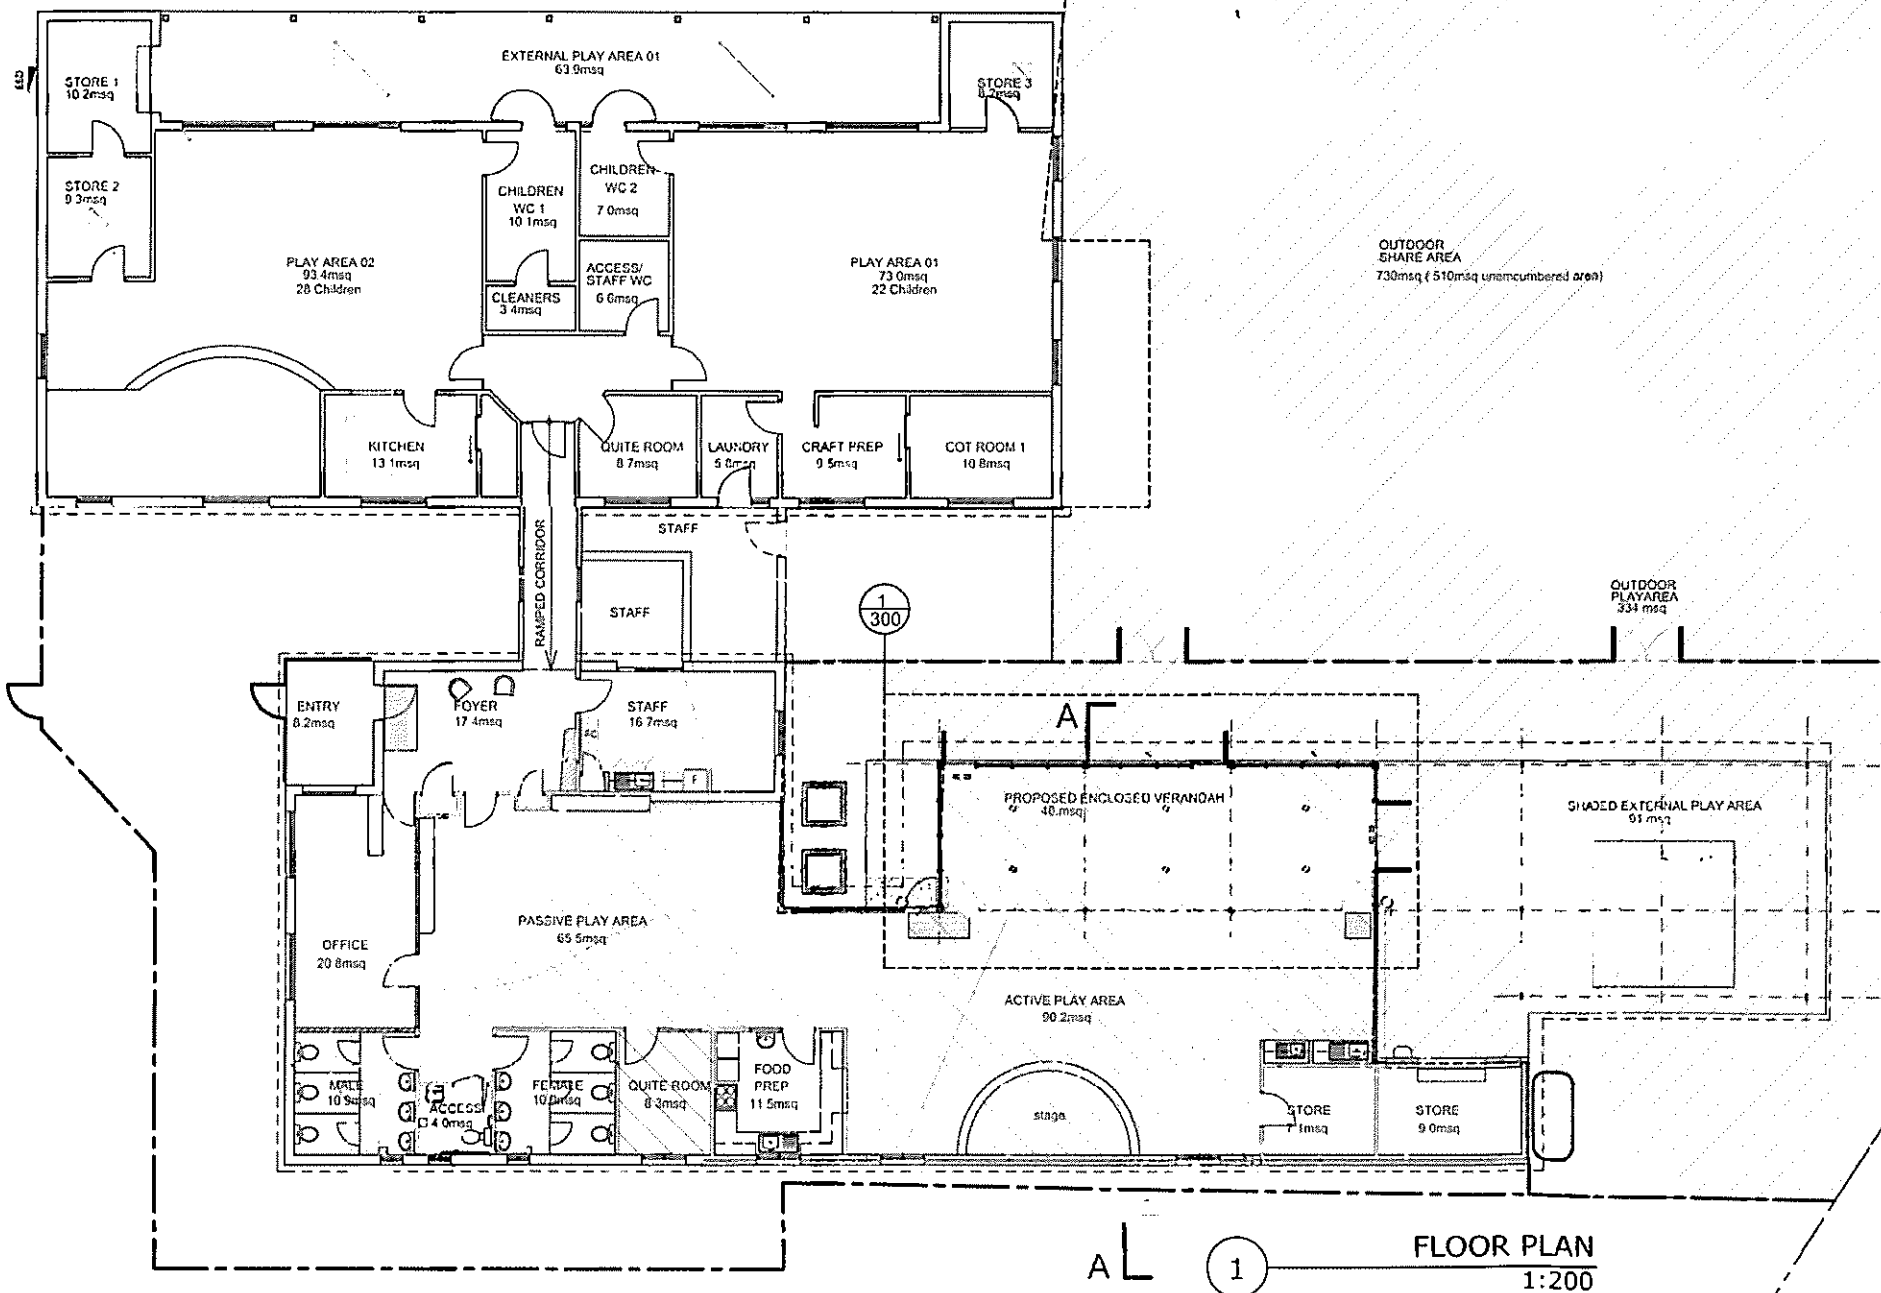 EXTERNAL PLAY AREA 01
63.9msq
STORE 1
10.2msq
STORE 3
8.2msq
STORE 2
9.3msq
CHILDREN
WC 1
10.1msq
CHILDREN
WC 2
7.0msq
PLAY AREA 02
93.4msq
28 Children
CLEANERS
3.4msq
ACCESS/
STAFF WC
6.6msq
PLAY AREA 01
73.0msq
22 Children
OUTDOOR
SHARE AREA
730msq ( 510msq unemcumbered area)
KITCHEN
13.1msq
QUITE ROOM
8.7msq
LAUNDRY
5.8msq
CRAFT PREP
9.5msq
COT ROOM 1
10.8msq
RAMPED CORRIDOR
STAFF
STAFF
1
300
OUTDOOR
PLAYAREA
334 msq
ENTRY
8.2msq
FOYER
17.4msq
STAFF
16.7msq
F
A
PROPOSED ENCLOSED VERANDAH
40.msq
SHADED EXTERNAL PLAY AREA
91 msq
OFFICE
20.8msq
PASSIVE PLAY AREA
65.5msq
ACTIVE PLAY AREA
90.2msq
MALE
10.9msq
ACCESS
4.0msq
FEMALE
QUITE ROOM
8.3msq
FOOD
PREP
11.5msq
stage
STORE
7.1msq
STORE
9.0msq
A
1
FLOOR PLAN
1:200